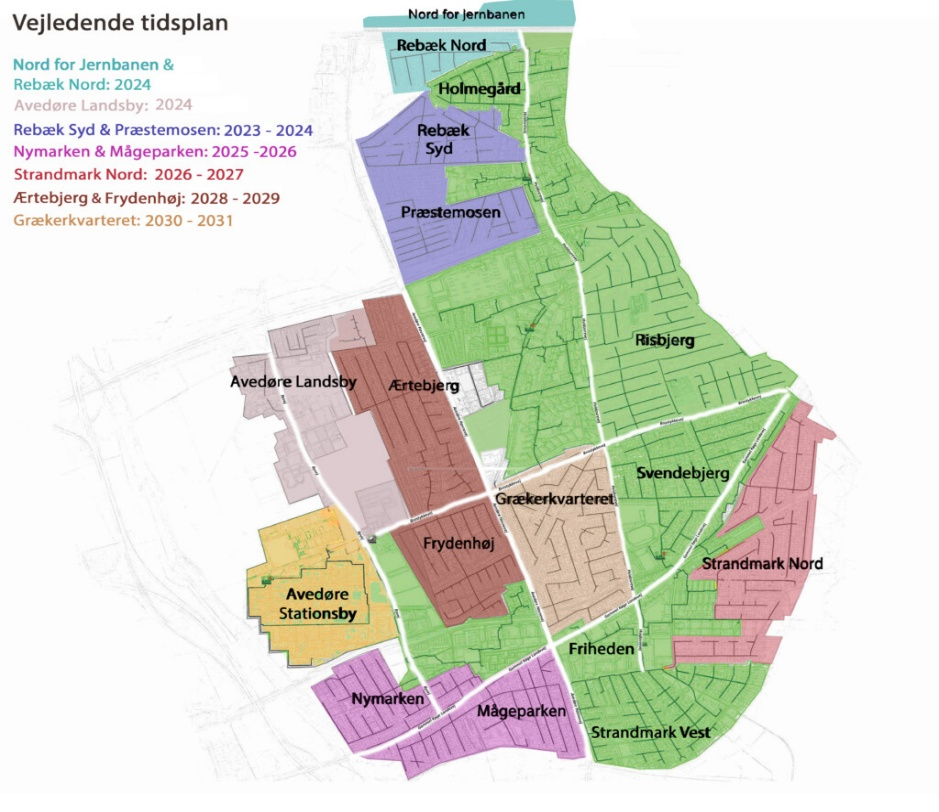 Vejledende tidsplan
Nord for Jernbanen &
Rebæk Nord: 2024
Avedøre Landsby: 2024
Rebæk Syd & Præstemosen: 2023 - 2024
Nymarken & Mågeparken: 2025 -2026
Strandmark Nord: 2026 - 2027
Ærtebjerg & Frydenhøj: 2028 - 2029
Grækerkvarteret: 2030 - 2031
Nord for jernbanen
Rebæk Nord
Holmegård
Rebæk
Syd
Præstemosen
Risbjerg
Avedøre Landsby
Ærtebjerg
Svendebjerg
Grækerkvarteret
Frydenhøj
Strandmark Nord
Avedøre
Stationsby
Friheden
Nymarken
Mågeparken
Strandmark Vest